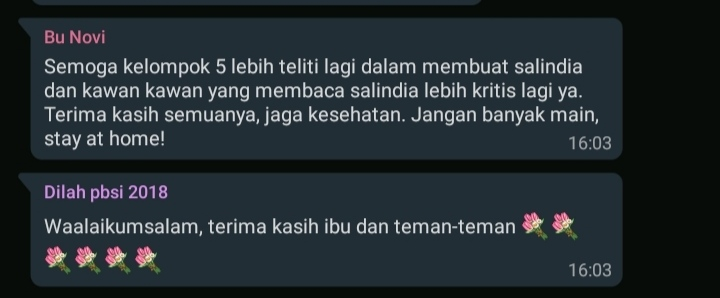 Bu Novi
Semoga kelompok 5 lebih teliti lagi dalam membuat salindia
dan kawan kawan yang membaca salindia lebih kritis lagi ya.
Terima kasih semuanya, jaga kesehatan. Jangan banyak main,
stay at home!
16:03
Dilah pbsi 2018
Waalaikumsalam, terima kasih ibu dan teman-teman 💐💐
💐💐💐💐
16:03